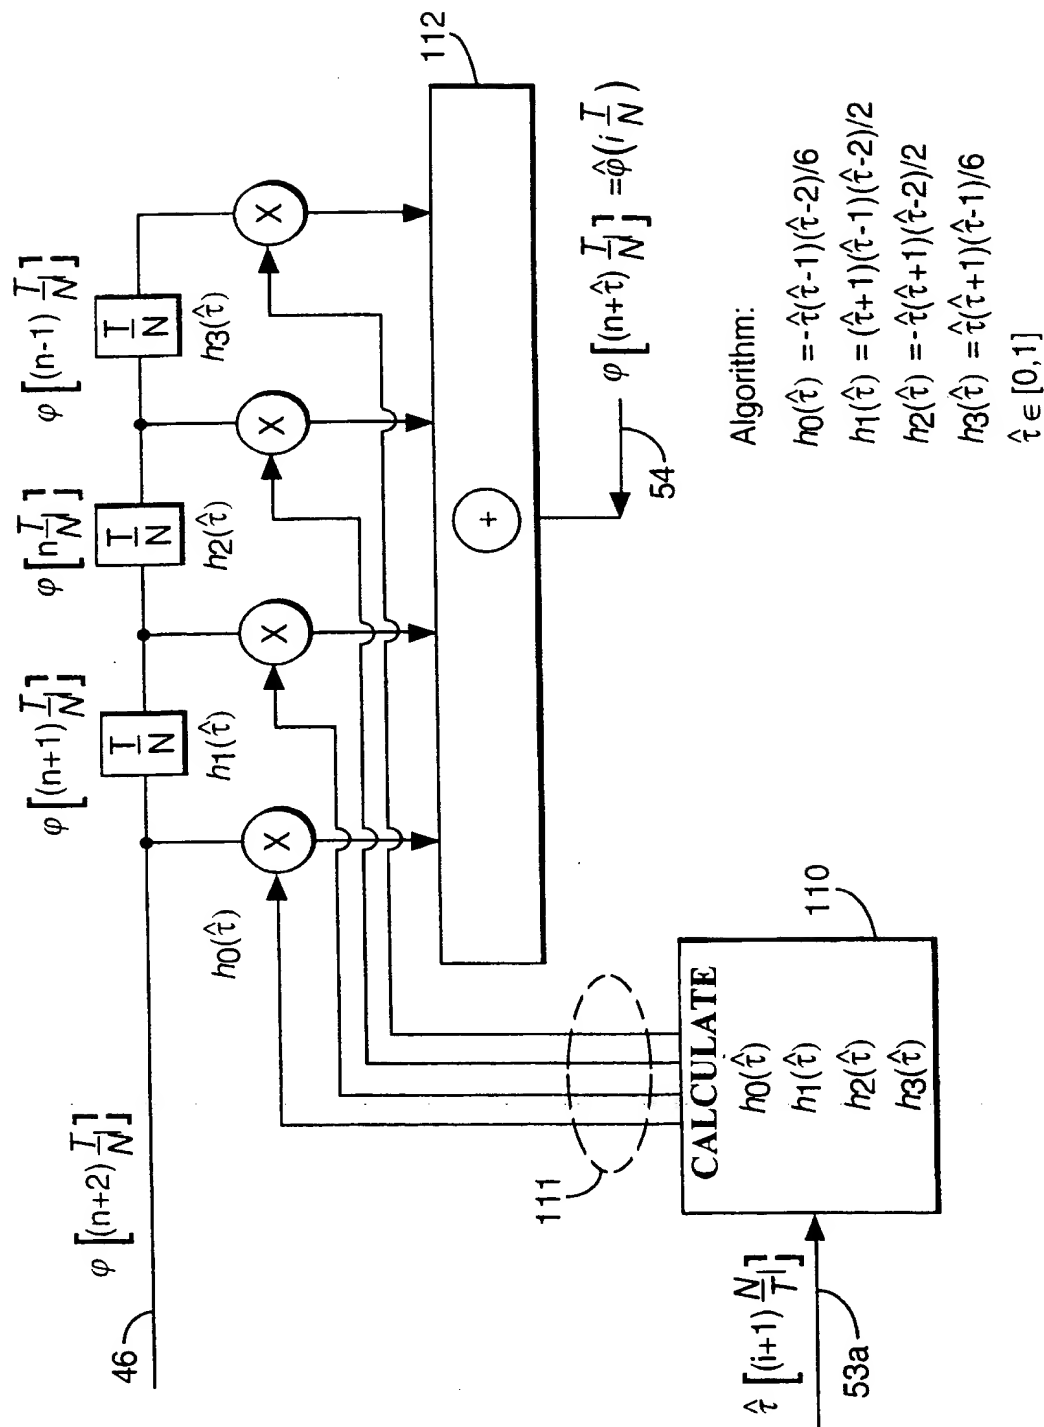 46
φ[(n+2) T/N]
φ[(n+1) T/N]
φ[n T/N]
φ[(n-1) T/N]
T/N
T/N
T/N
h0(τ̂)
h1(τ̂)
h2(τ̂)
h3(τ̂)
X
X
X
X
112
+
111
φ[(n+τ̂) T/N] = φ̂(i T/N)
54
τ̂[(i+1) N/T]
53a
110
CALCULATE
h0(τ̂)
h1(τ̂)
h2(τ̂)
h3(τ̂)
Algorithm:
h0(τ̂) =-τ̂(τ̂-1)(τ̂-2)/6
h1(τ̂) =(τ̂+1)(τ̂-1)(τ̂-2)/2
h2(τ̂) =-τ̂(τ̂+1)(τ̂-2)/2
h3(τ̂) =τ̂(τ̂+1)(τ̂-1)/6
τ̂ ∈ [0,1]